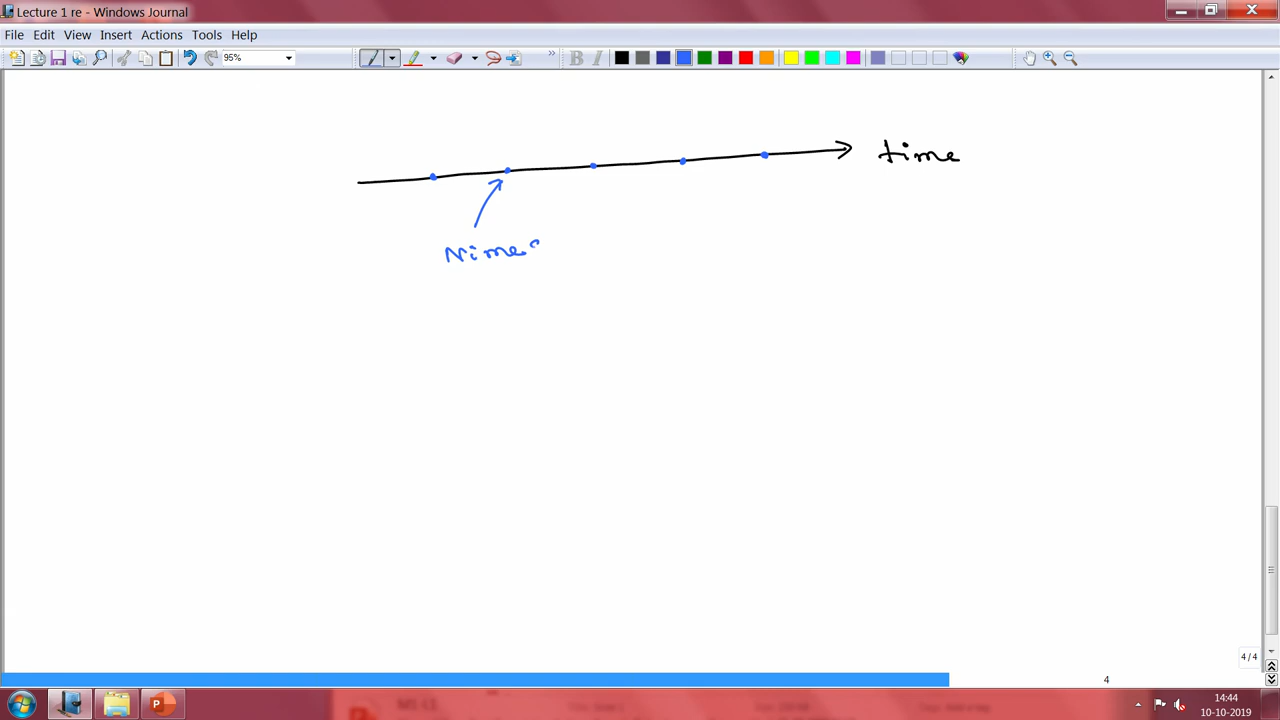 Lecture 1 re - Windows Journal
File Edit View Insert Actions Tools Help
95% B I
time
4 / 4
4
14:44
10-10-2019